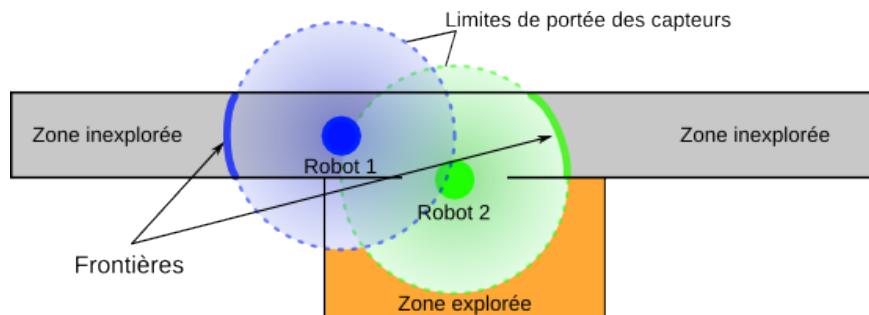 Limites de portée des capteurs
Zone inexplorée
Zone inexplorée
Robot 1
Robot 2
Frontières
Zone explorée